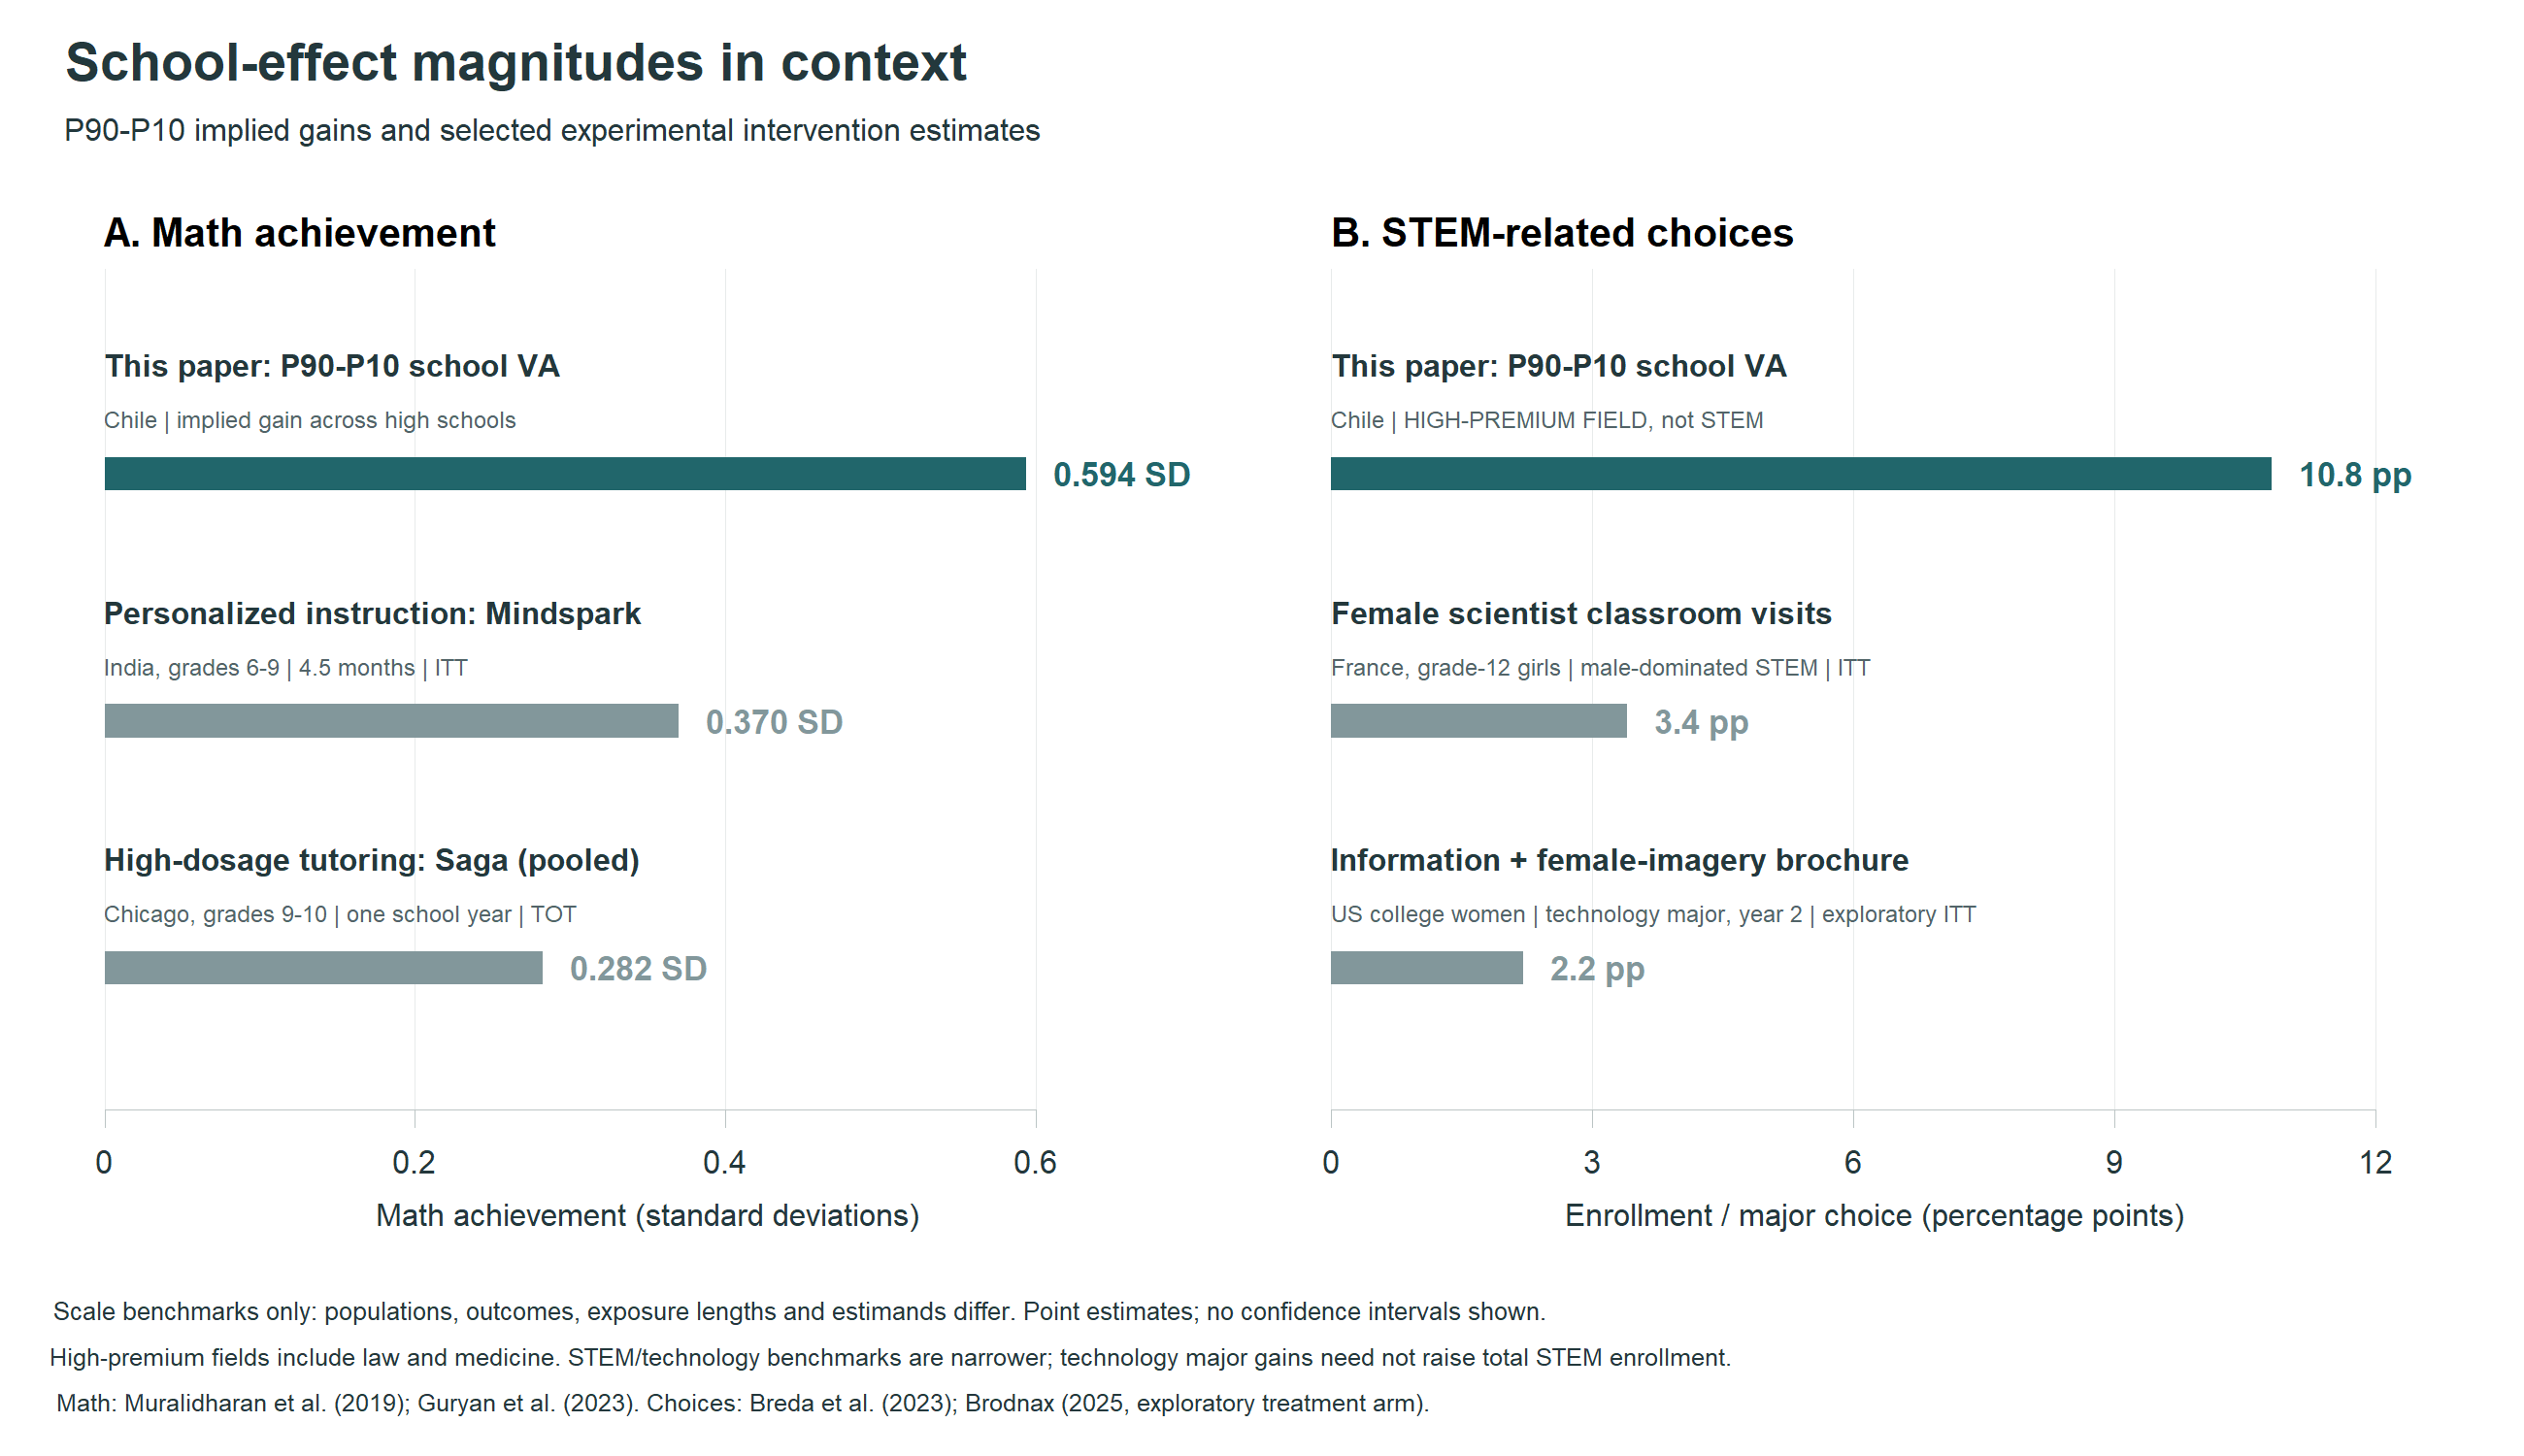 School-effect magnitudes in context
P90-P10 implied gains and selected experimental intervention estimates
A. Math achievement
This paper: P90-P10 school VA
Chile | implied gain across high schools
0.594 SD
Personalized instruction: Mindspark
India, grades 6-9 | 4.5 months | ITT
0.370 SD
High-dosage tutoring: Saga (pooled)
Chicago, grades 9-10 | one school year | TOT
0.282 SD
0 0.2 0.4 0.6
Math achievement (standard deviations)
B. STEM-related choices
This paper: P90-P10 school VA
Chile | HIGH-PREMIUM FIELD, not STEM
10.8 pp
Female scientist classroom visits
France, grade-12 girls | male-dominated STEM | ITT
3.4 pp
Information + female-imagery brochure
US college women | technology major, year 2 | exploratory ITT
2.2 pp
0 3 6 9 12
Enrollment / major choice (percentage points)
Scale benchmarks only: populations, outcomes, exposure lengths and estimands differ. Point estimates; no confidence intervals shown.
High-premium fields include law and medicine. STEM/technology benchmarks are narrower; technology major gains need not raise total STEM enrollment.
Math: Muralidharan et al. (2019); Guryan et al. (2023). Choices: Breda et al. (2023); Brodnax (2025, exploratory treatment arm).